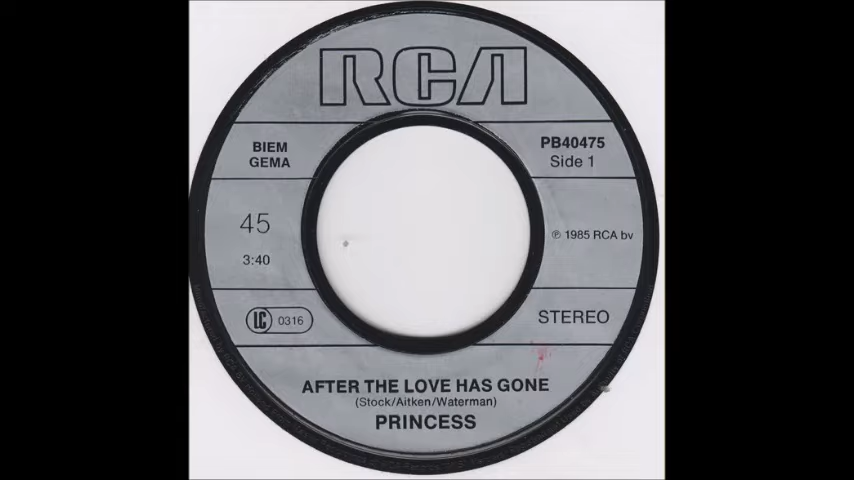 RCA
BIEM
GEMA
PB40475
Side 1
45
3:40
℗ 1985 RCA bv
LC 0316
STEREO
AFTER THE LOVE HAS GONE
(Stock/Aitken/Waterman)
PRINCESS